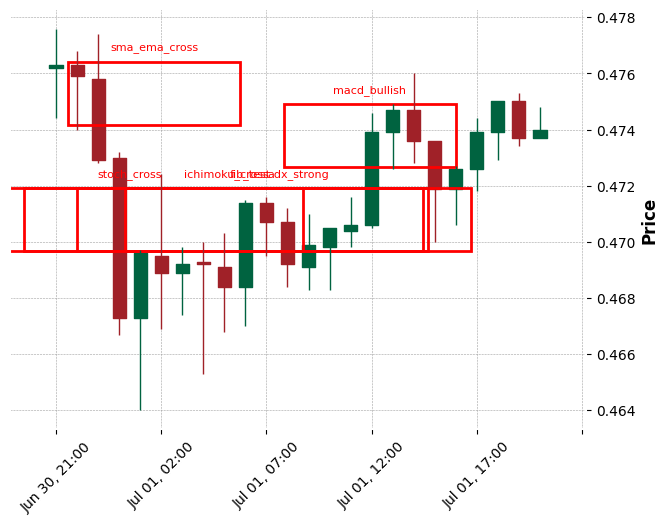 0.478
sma_ema_cross
0.476
macd_bullish
0.474
stoch_cross
adx_strong
0.472
0.470
Price
0.468
0.466
0.464
Jun 30, 21:00
Jul 01, 02:00
Jul 01, 07:00
Jul 01, 12:00
Jul 01, 17:00